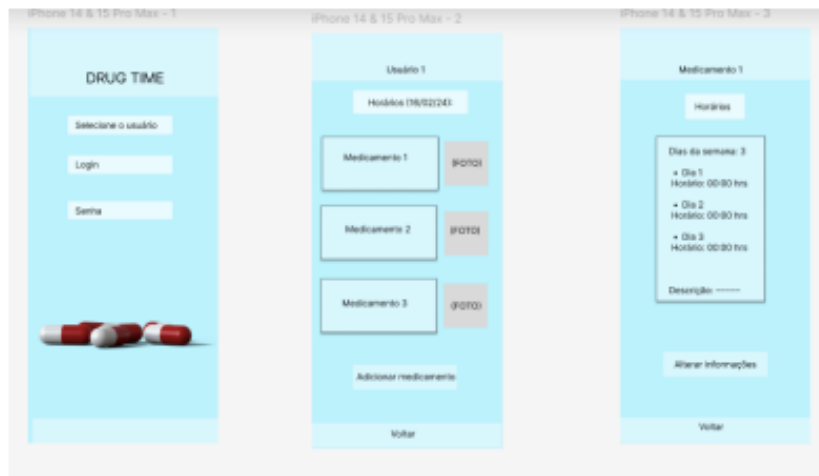 iPhone 14 & 15 Pro Max - 1
DRUG TIME
Selecione o usuário
Login
Senha
iPhone 14 & 15 Pro Max - 2
Usuário 1
Horários (16/02/24):
Medicamento 1
(FOTO)
Medicamento 2
(FOTO)
Medicamento 3
(FOTO)
Adicionar medicamento
Voltar
iPhone 14 & 15 Pro Max - 3
Medicamento 1
Horários
Dias da semana: 3
• Dia 1
Horário: 00:00 hrs
• Dia 2
Horário: 00:00 hrs
• Dia 3
Horário: 00:00 hrs
Descrição: ------
Alterar informações
Voltar